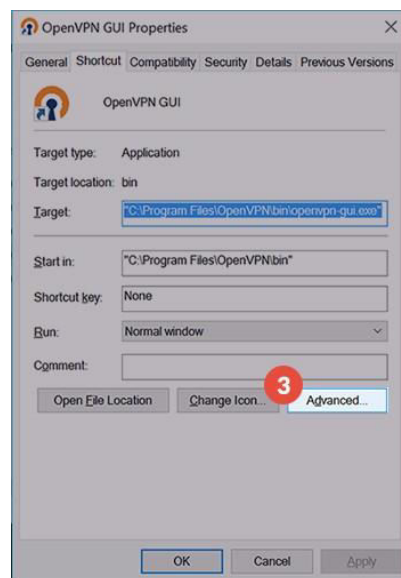 OpenVPN GUI Properties
General Shortcut Compatibility Security Details Previous Versions
OpenVPN GUI
Target type: Application
Target location: bin
Target: "C:\Program Files\OpenVPN\bin\openvpn-gui.exe"
Start in: "C:\Program Files\OpenVPN\bin"
Shortcut key: None
Run: Normal window
Comment:
3
Open File Location Change Icon... Advanced...
OK Cancel Apply